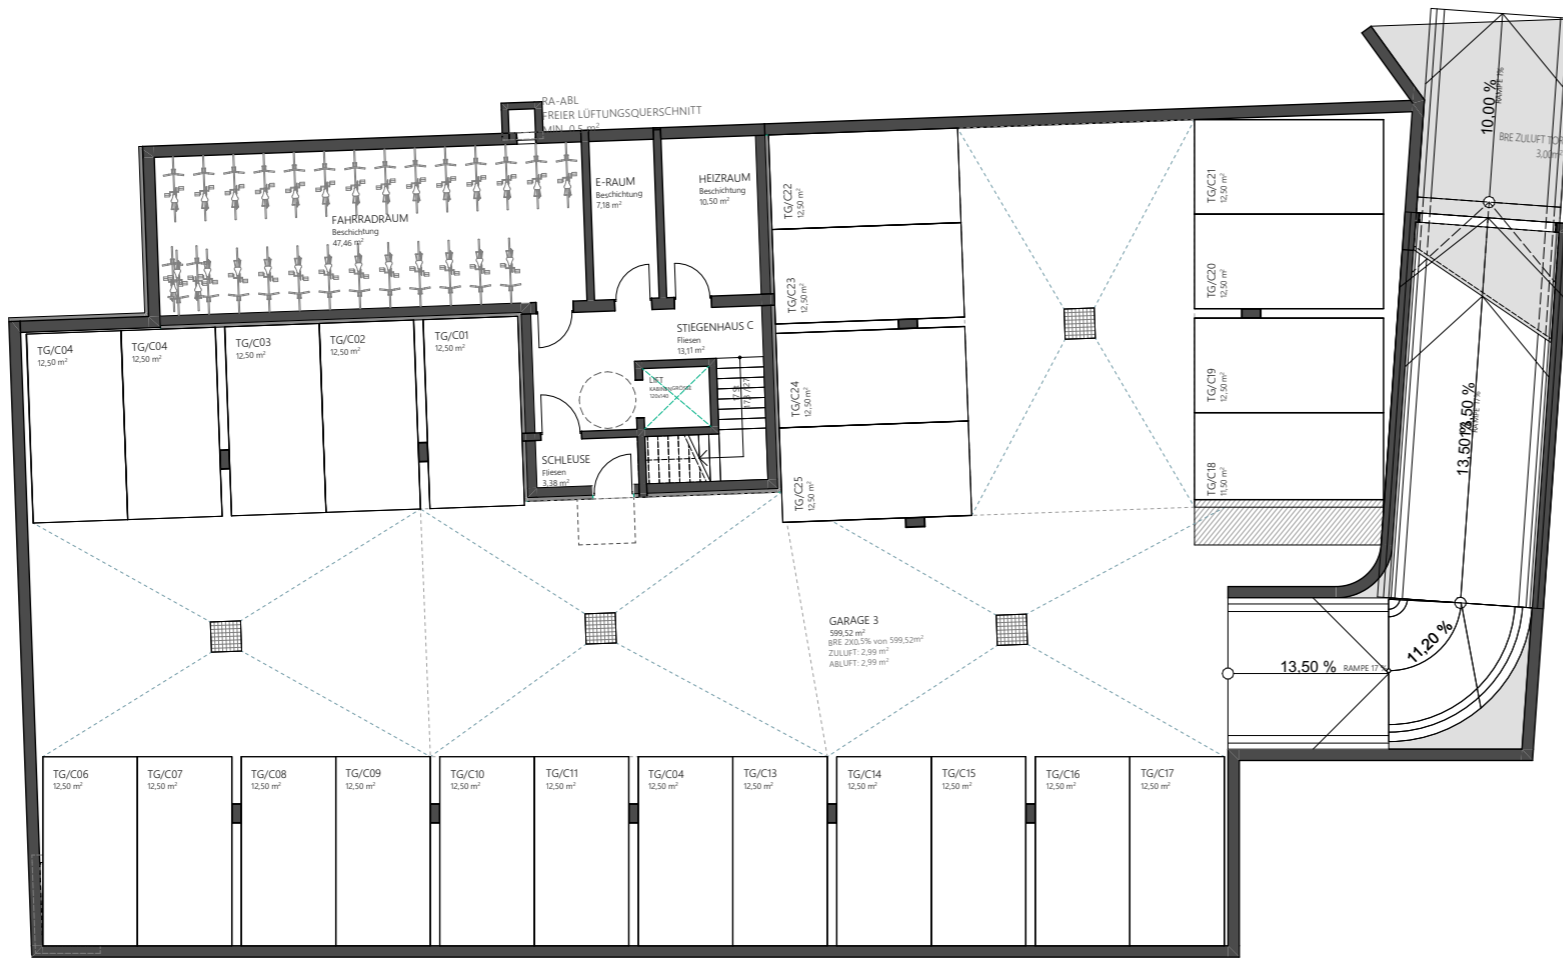 RA-ABL
FREIER LÜFTUNGSQUERSCHNITT
MIN. 0,5 m²
10,00 %
RAMPE 1%
BRE ZULUFT TOR
3,00m²
FAHRRADRAUM
Beschichtung
47,46 m²
E-RAUM
Beschichtung
7,18 m²
HEIZRAUM
Beschichtung
10,50 m²
TG/C22
12,50 m²
TG/C21
12,50 m²
TG/C23
12,50 m²
TG/C20
12,50 m²
STIEGENHAUS C
Fliesen
13,11 m²
TG/C04
12,50 m²
TG/C04
12,50 m²
TG/C03
12,50 m²
TG/C02
12,50 m²
TG/C01
12,50 m²
LIFT
KABINENGRÖSSE
120x140
TG/C24
12,50 m²
TG/C19
12,50 m²
13,50 %
13,50 %
SCHLEUSE
Fliesen
3,38 m²
TG/C25
12,50 m²
TG/C18
11,50 m²
GARAGE 3
599,52 m²
BRE 2X0,5% von 599,52m²
ZULUFT: 2,99 m²
ABLUFT: 2,99 m²
11,20 %
13,50 % RAMPE 17 %
TG/C06
12,50 m²
TG/C07
12,50 m²
TG/C08
12,50 m²
TG/C09
12,50 m²
TG/C10
12,50 m²
TG/C11
12,50 m²
TG/C04
12,50 m²
TG/C13
12,50 m²
TG/C14
12,50 m²
TG/C15
12,50 m²
TG/C16
12,50 m²
TG/C17
12,50 m²